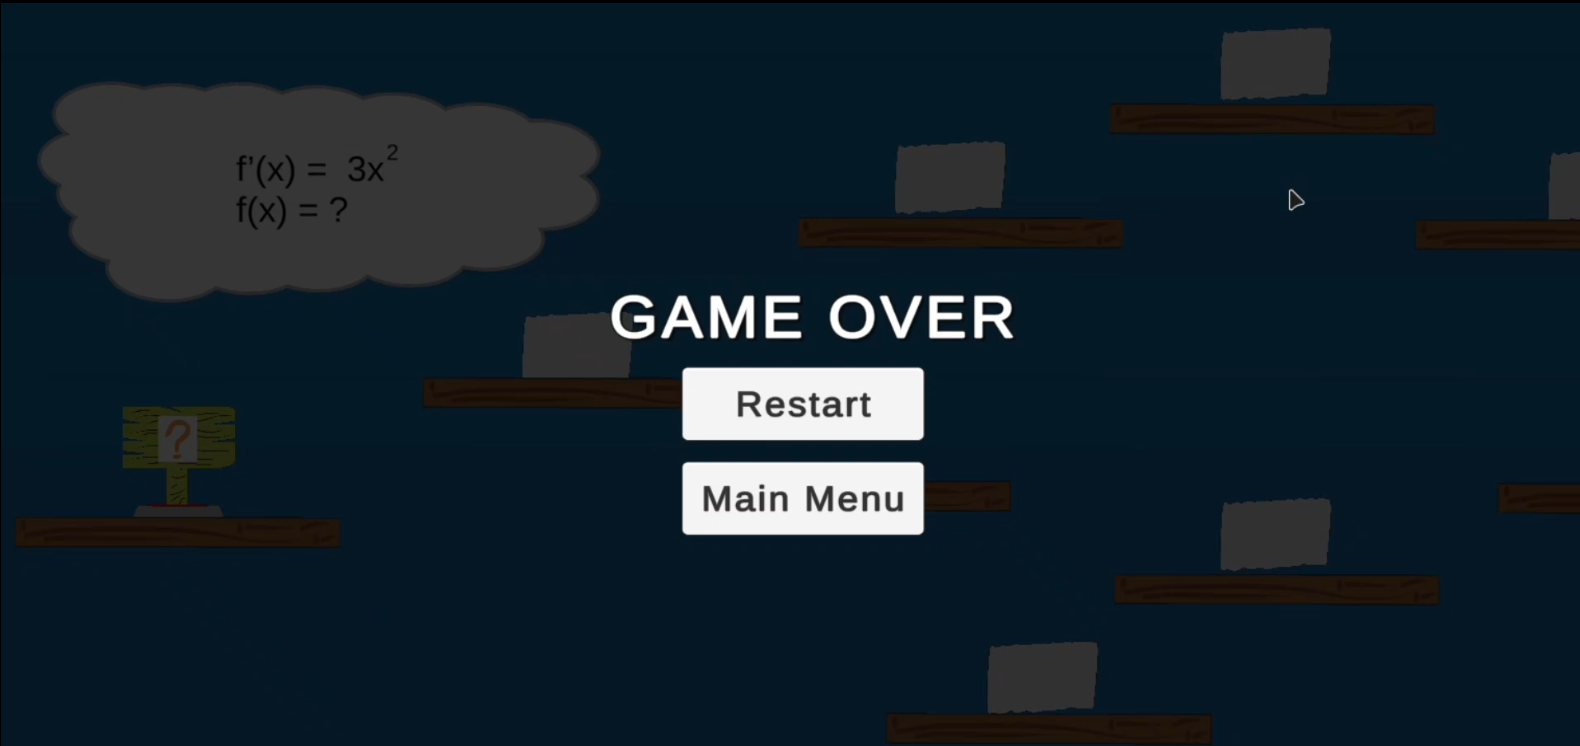 f'(x) = 3x²
f(x) = ?
GAME OVER
Restart
?
Main Menu